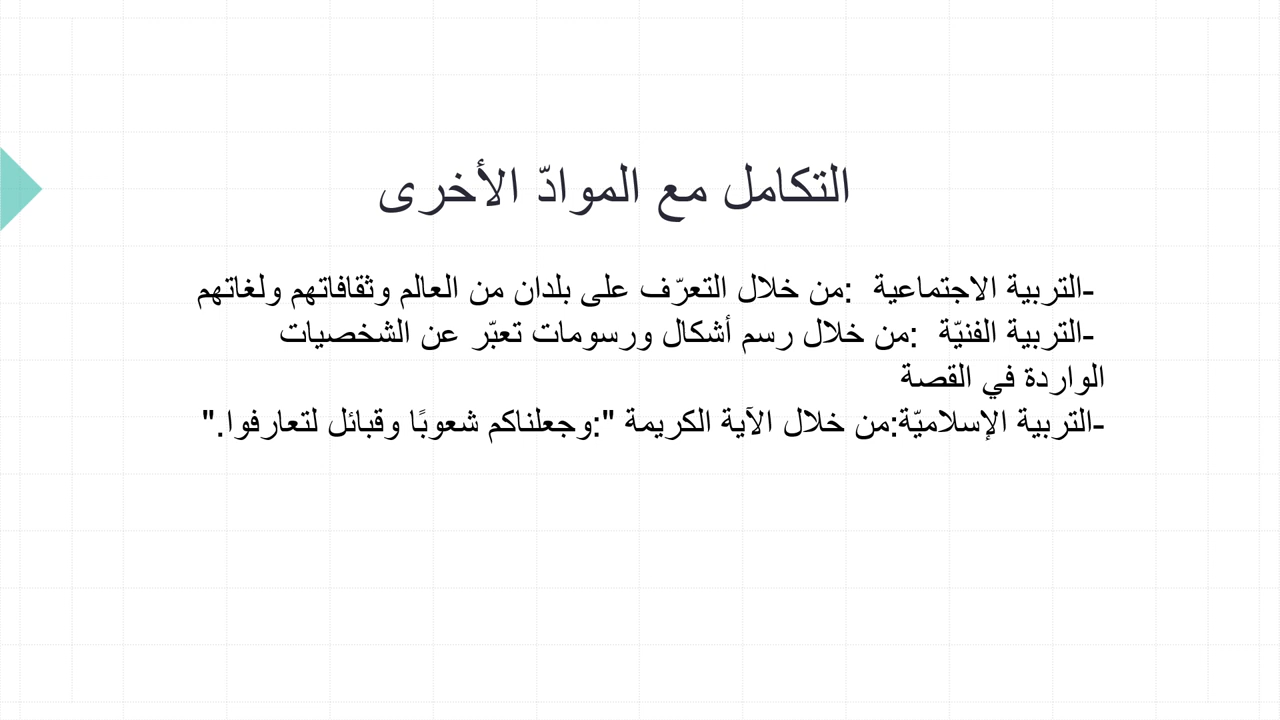 التكامل مع الموادّ الأخرى
-التربية الاجتماعية :من خلال التعرّف على بلدان من العالم وثقافاتهم ولغاتهم
-التربية الفنيّة :من خلال رسم أشكال ورسومات تعبّر عن الشخصيات
الواردة في القصة
-التربية الإسلاميّة:من خلال الآية الكريمة ":وجعلناكم شعوبًا وقبائل لتعارفوا."